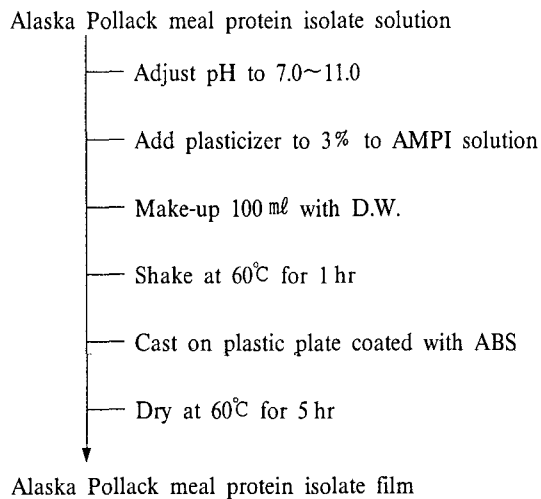 Alaska Pollack meal protein isolate solution
Adjust pH to 7.0~11.0
Add plasticizer to 3% to AMPI solution
Make-up 100 mℓ with D.W.
Shake at 60℃ for 1 hr
Cast on plastic plate coated with ABS
Dry at 60℃ for 5 hr
Alaska Pollack meal protein isolate film